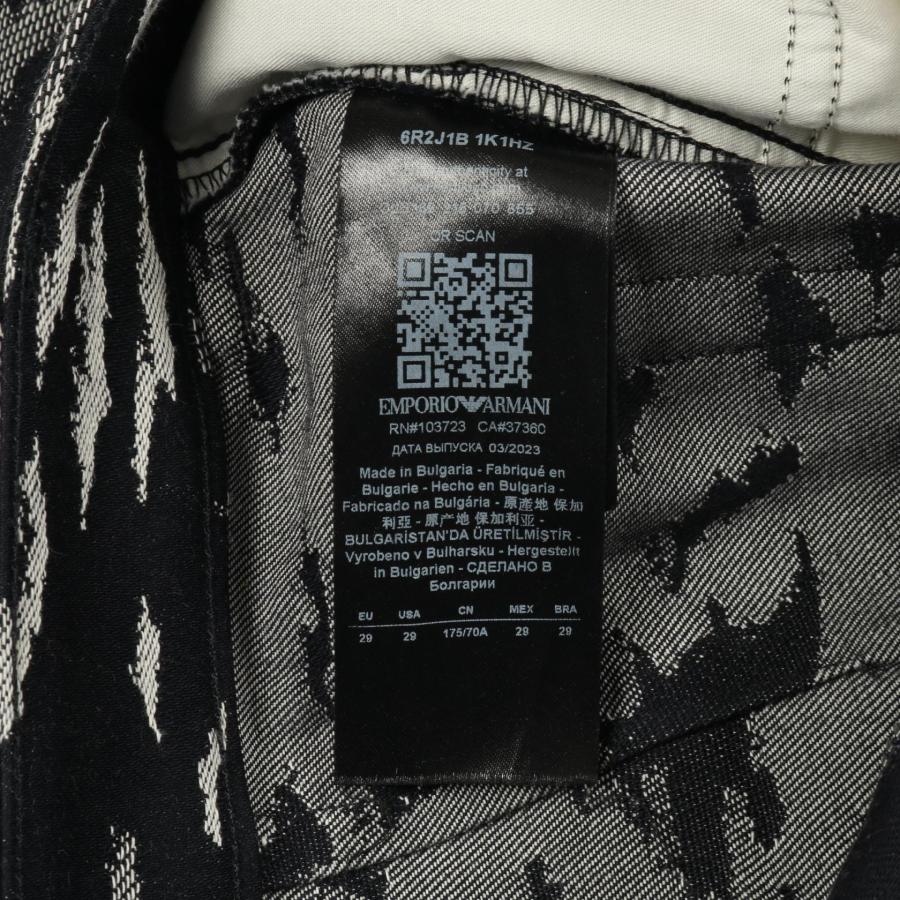 6R2J1B 1K1HZ
at
OR SCAN
EMPORIO ARMANI
RN#103723 CA#37360
ДАТА ВЫПУСКА 03/2023
Made in Bulgaria - Fabriqué en
Bulgarie - Hecho en Bulgaria -
Fabricado na Bulgária - 原產地 保加
利亞 - 原产地 保加利亚 -
BULGARİSTAN'DA ÜRETİLMİŞTİR -
Vyrobeno v Bulharsku - Hergestellt
in Bulgarien - СДЕЛАНО В
Болгарии
EU USA CN MEX BRA
29 29 175/70A 29 29